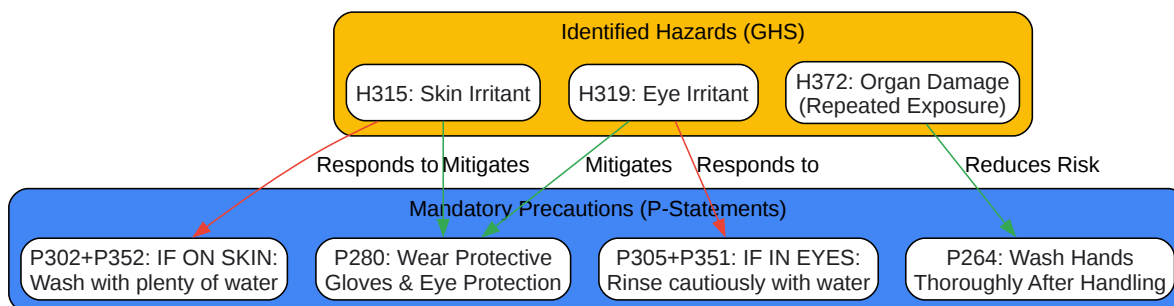 Identified Hazards (GHS)
H315: Skin Irritant
H319: Eye Irritant
H372: Organ Damage
(Repeated Exposure)
Responds to
Mitigates
Mitigates
Responds to
Reduces Risk
Mandatory Precautions (P-Statements)
P302+P352: IF ON SKIN:
Wash with plenty of water
P280: Wear Protective
Gloves & Eye Protection
P305+P351: IF IN EYES:
Rinse cautiously with water
P264: Wash Hands
Thoroughly After Handling